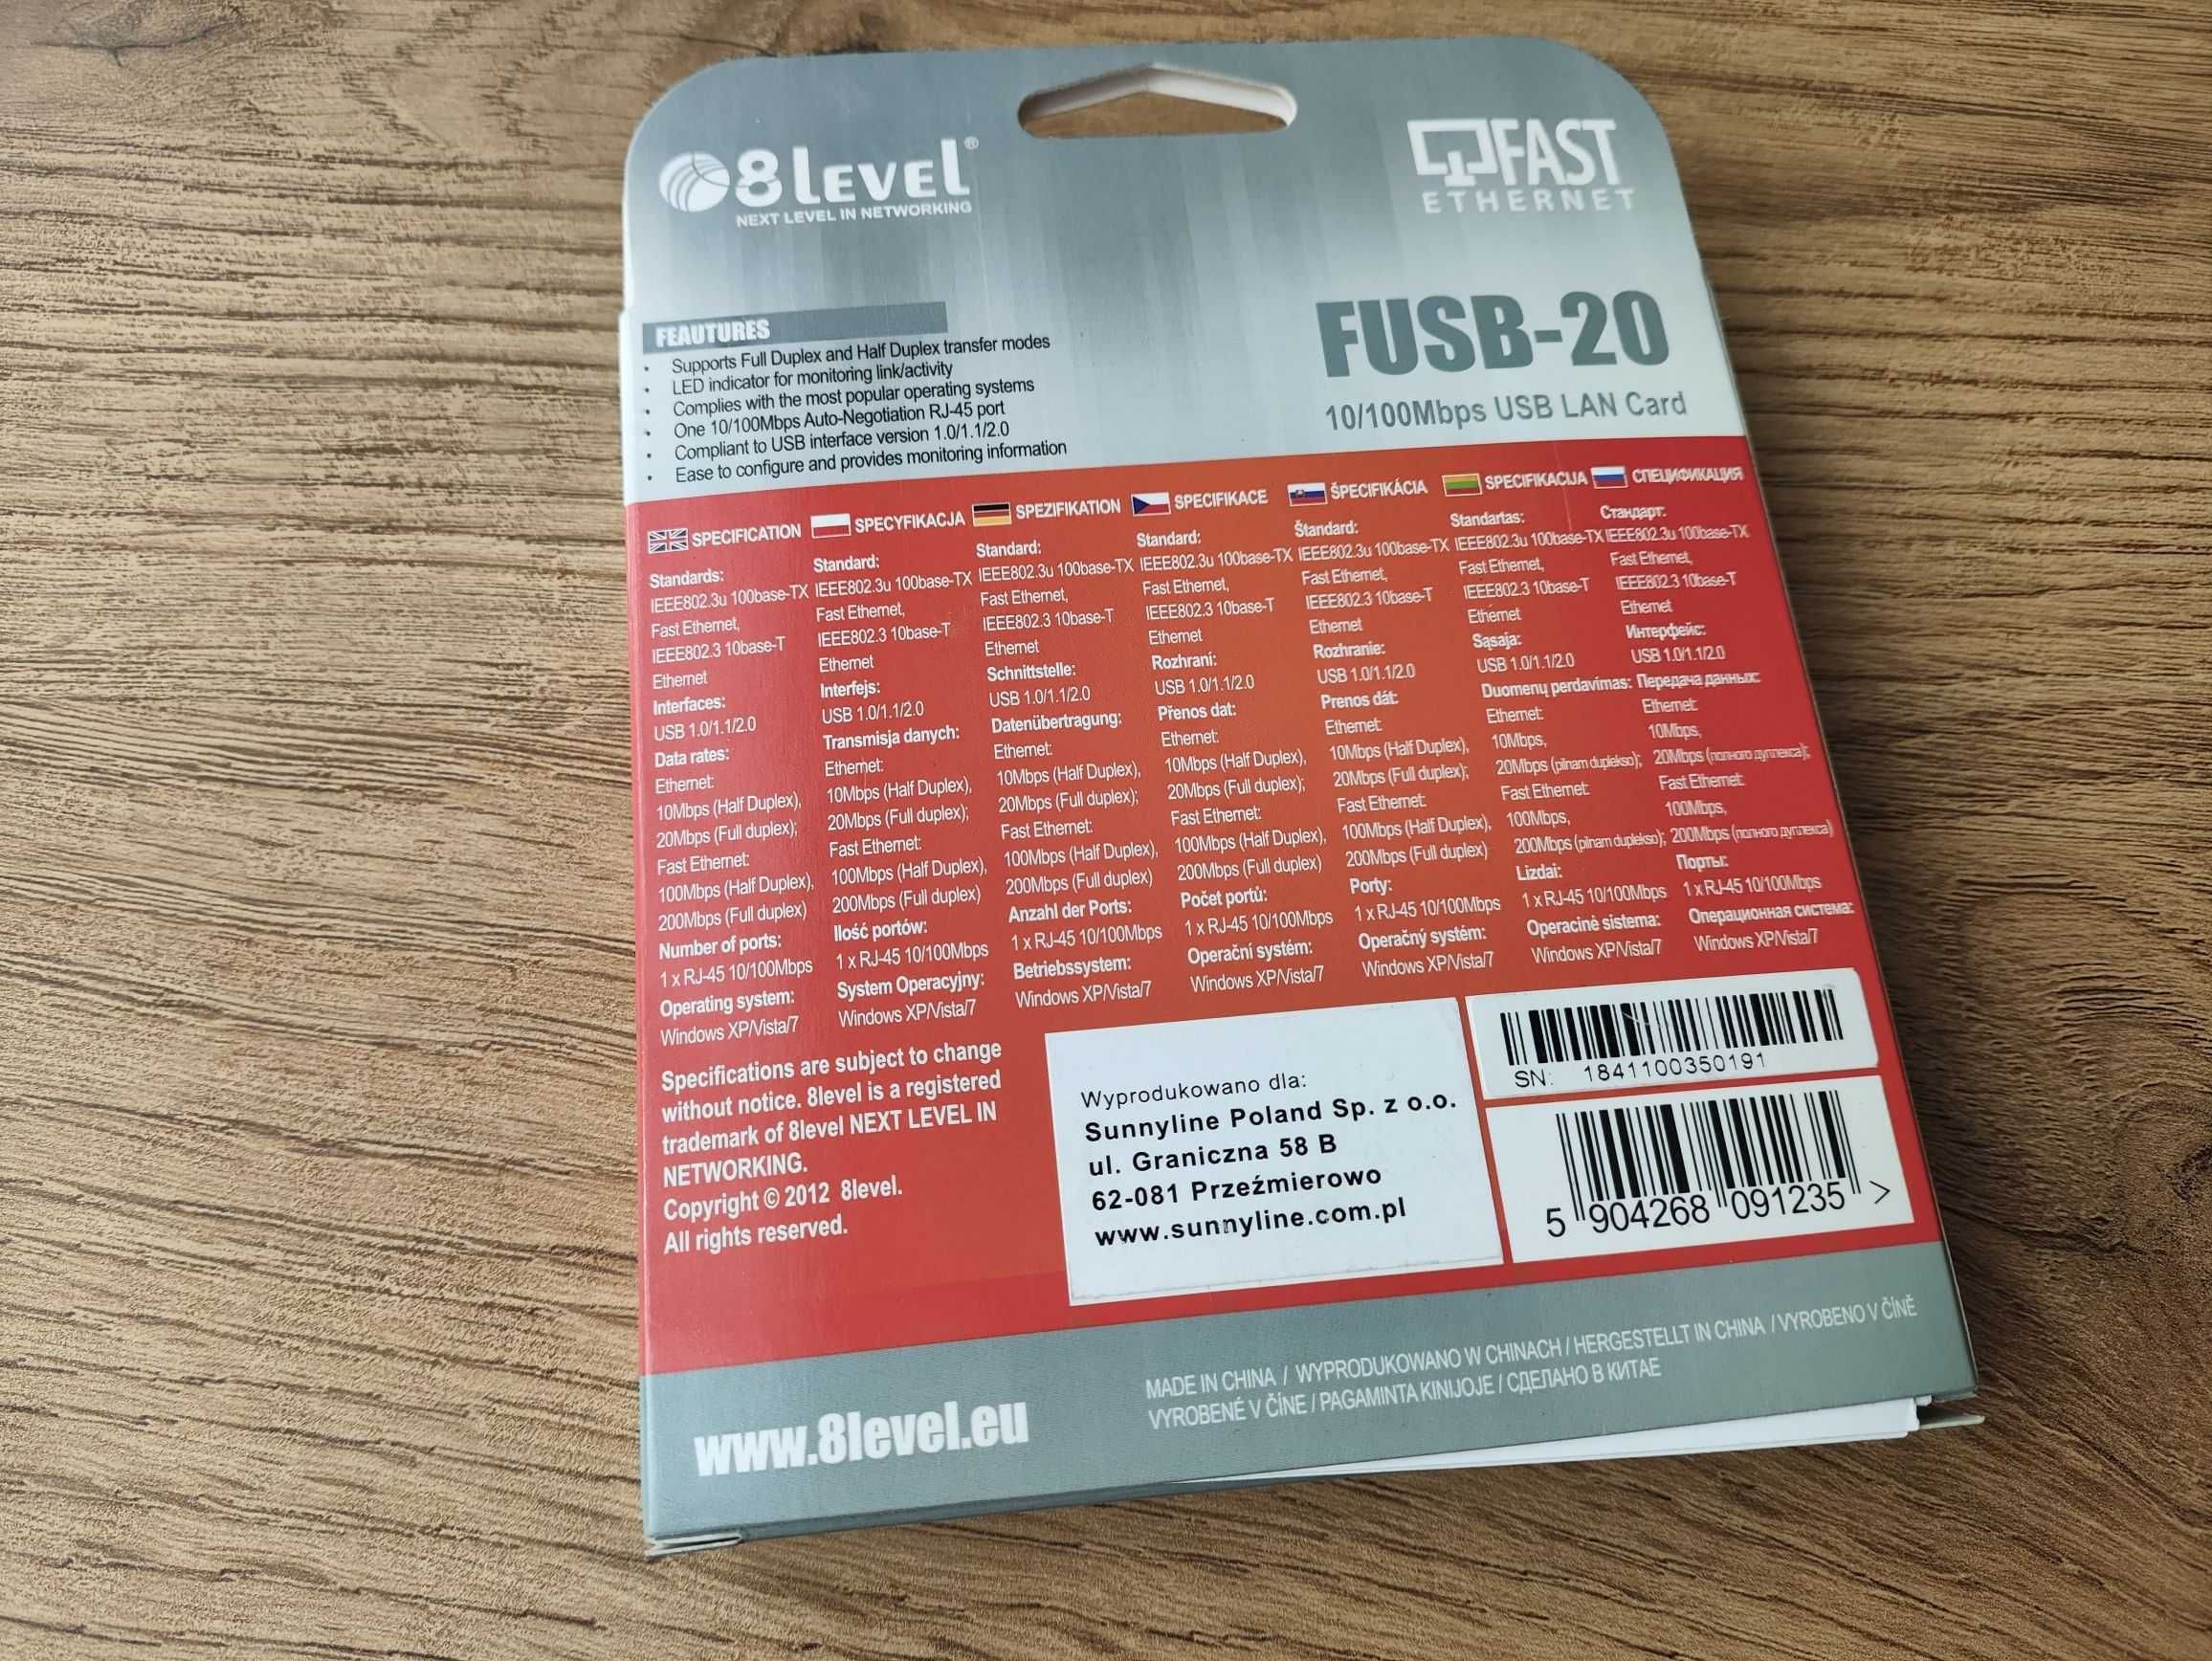 8level®
NEXT LEVEL IN NETWORKING
FAST
ETHERNET
FEAUTURES
• Supports Full Duplex and Half Duplex transfer modes
• LED indicator for monitoring link/activity
• Complies with the most popular operating systems
• One 10/100Mbps Auto-Negotiation RJ-45 port
• Compliant to USB interface version 1.0/1.1/2.0
• Ease to configure and provides monitoring information
FUSB-20
10/100Mbps USB LAN Card
SPECIFICATION
Standards:
IEEE802.3u 100base-TX
Fast Ethernet,
IEEE802.3 10base-T
Ethernet
Interfaces:
USB 1.0/1.1/2.0
Data rates:
Ethernet:
10Mbps (Half Duplex),
20Mbps (Full duplex);
Fast Ethernet:
100Mbps (Half Duplex),
200Mbps (Full duplex)
Number of ports:
1 x RJ-45 10/100Mbps
Operating system:
Windows XP/Vista/7
SPECYFIKACJA
Standard:
IEEE802.3u 100base-TX
Fast Ethernet,
IEEE802.3 10base-T
Ethernet
Interfejs:
USB 1.0/1.1/2.0
Transmisja danych:
Ethernet:
10Mbps (Half Duplex),
20Mbps (Full duplex);
Fast Ethernet:
100Mbps (Half Duplex),
200Mbps (Full duplex)
Ilość portów:
1 x RJ-45 10/100Mbps
System Operacyjny:
Windows XP/Vista/7
SPEZIFIKATION
Standard:
IEEE802.3u 100base-TX
Fast Ethernet,
IEEE802.3 10base-T
Ethernet
Schnittstelle:
USB 1.0/1.1/2.0
Datenübertragung:
Ethernet:
10Mbps (Half Duplex),
20Mbps (Full duplex);
Fast Ethernet:
100Mbps (Half Duplex),
200Mbps (Full duplex)
Anzahl der Ports:
1 x RJ-45 10/100Mbps
Betriebssystem:
Windows XP/Vista/7
SPECIFIKACE
Standard:
IEEE802.3u 100base-TX
Fast Ethernet,
IEEE802.3 10base-T
Ethernet
Rozhraní:
USB 1.0/1.1/2.0
Přenos dat:
Ethernet:
10Mbps (Half Duplex),
20Mbps (Full duplex);
Fast Ethernet:
100Mbps (Half Duplex),
200Mbps (Full duplex)
Počet portů:
1 x RJ-45 10/100Mbps
Operační systém:
Windows XP/Vista/7
ŠPECIFIKÁCIA
Štandard:
IEEE802.3u 100base-TX
Fast Ethernet,
IEEE802.3 10base-T
Ethernet
Rozhranie:
USB 1.0/1.1/2.0
Prenos dát:
Ethernet:
10Mbps (Half Duplex),
20Mbps (Full duplex);
Fast Ethernet:
100Mbps (Half Duplex),
200Mbps (Full duplex)
Porty:
1 x RJ-45 10/100Mbps
Operačný systém:
Windows XP/Vista/7
SPECIFIKACIJA
Standartas:
IEEE802.3u 100base-TX
Fast Ethernet,
IEEE802.3 10base-T
Ethernet
Sąsaja:
USB 1.0/1.1/2.0
Duomenų perdavimas:
Ethernet:
10Mbps,
20Mbps (pilnam duplekso);
Fast Ethernet:
100Mbps,
200Mbps (pilnam duplekso);
Lizdai:
1 x RJ-45 10/100Mbps
Operacinė sistema:
Windows XP/Vista/7
СПЕЦИФИКАЦИЯ
Стандарт:
IEEE802.3u 100base-TX
Fast Ethernet,
IEEE802.3 10base-T
Ethernet
Интерфейс:
USB 1.0/1.1/2.0
Передача данных:
Ethernet:
10Mbps,
20Mbps (полного дуплекса);
Fast Ethernet:
100Mbps,
200Mbps (полного дуплекса)
Порты:
1 x RJ-45 10/100Mbps
Операционная система:
Windows XP/Vista/7
Specifications are subject to change
without notice. 8level is a registered
trademark of 8level NEXT LEVEL IN
NETWORKING.
Copyright © 2012 8level.
All rights reserved.
Wyprodukowano dla:
Sunnyline Poland Sp. z o.o.
ul. Graniczna 58 B
62-081 Przeźmierowo
www.sunnyline.com.pl
SN: 1841100350191
5 904268 091235 >
www.8level.eu
MADE IN CHINA / WYPRODUKOWANO W CHINACH / HERGESTELLT IN CHINA / VYROBENO V ČÍNĚ
VYROBENÉ V ČÍNE / PAGAMINTA KINIJOJE / СДЕЛАНО В КИТАЕ